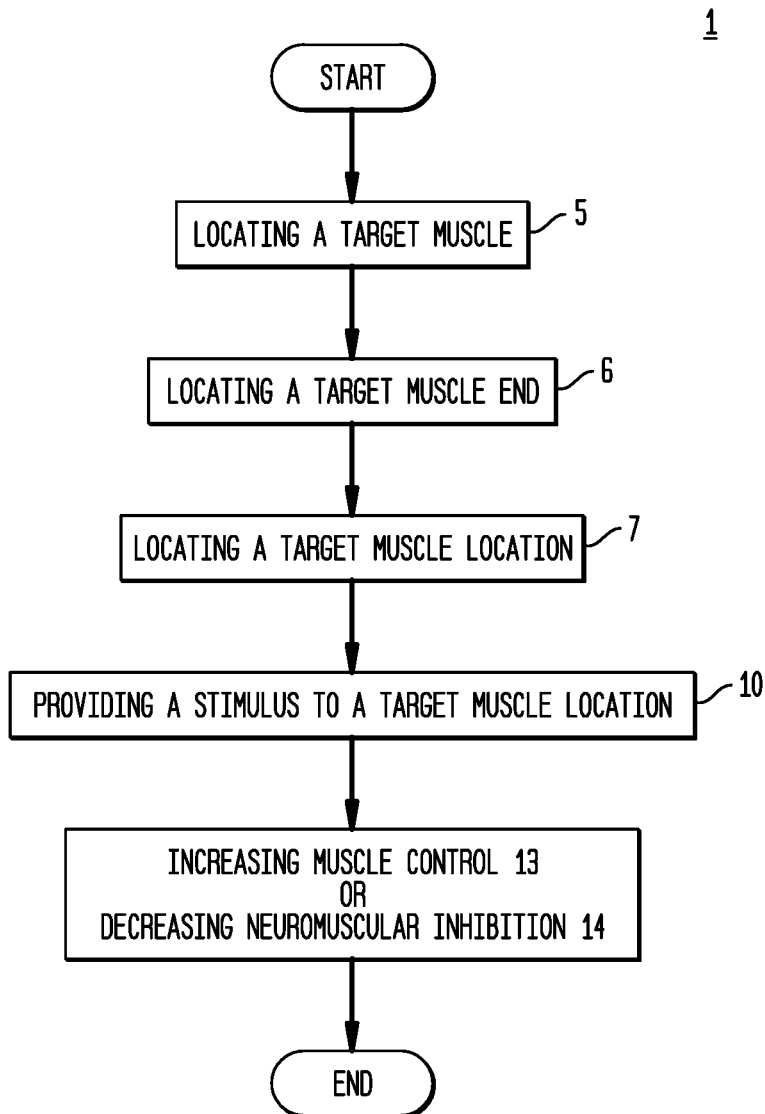 1
START
LOCATING A TARGET MUSCLE
5
LOCATING A TARGET MUSCLE END
6
LOCATING A TARGET MUSCLE LOCATION
7
PROVIDING A STIMULUS TO A TARGET MUSCLE LOCATION
10
INCREASING MUSCLE CONTROL 13
OR
DECREASING NEUROMUSCULAR INHIBITION 14
END